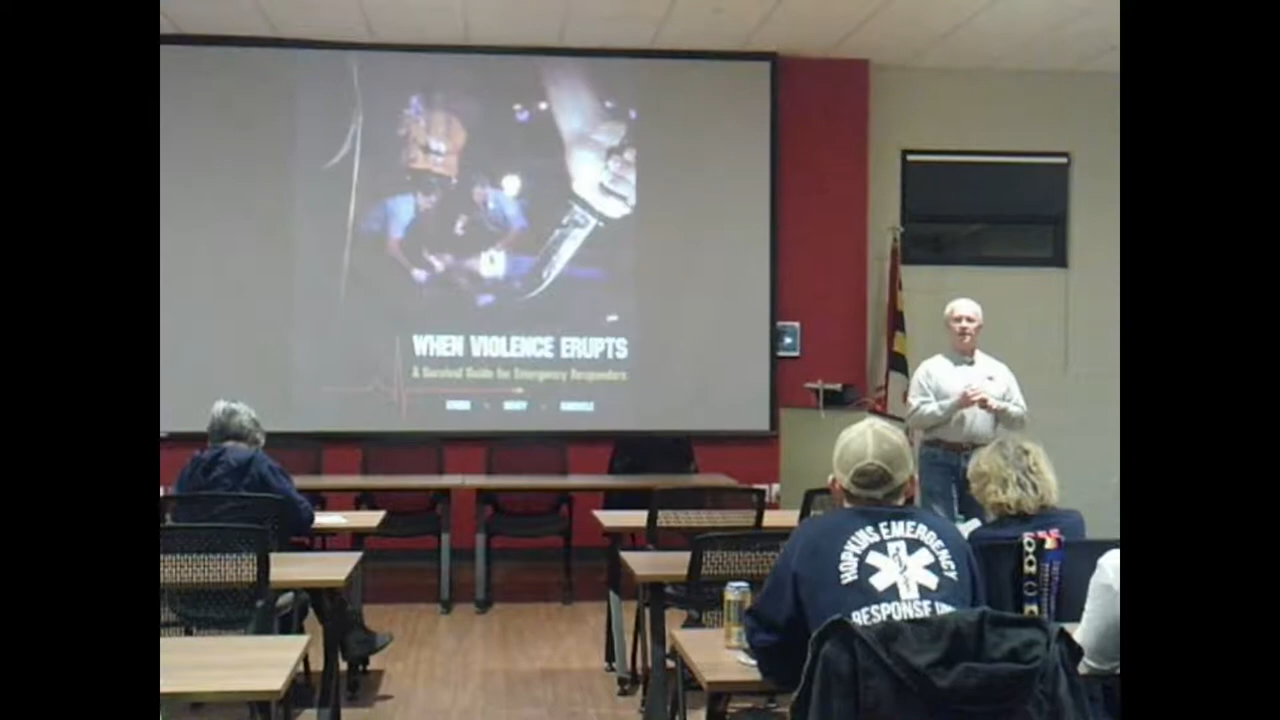 WHEN VIOLENCE ERUPTS
A Survival Guide for Emergency Responders
HOPKINS EMERGENCY
RESPONSE